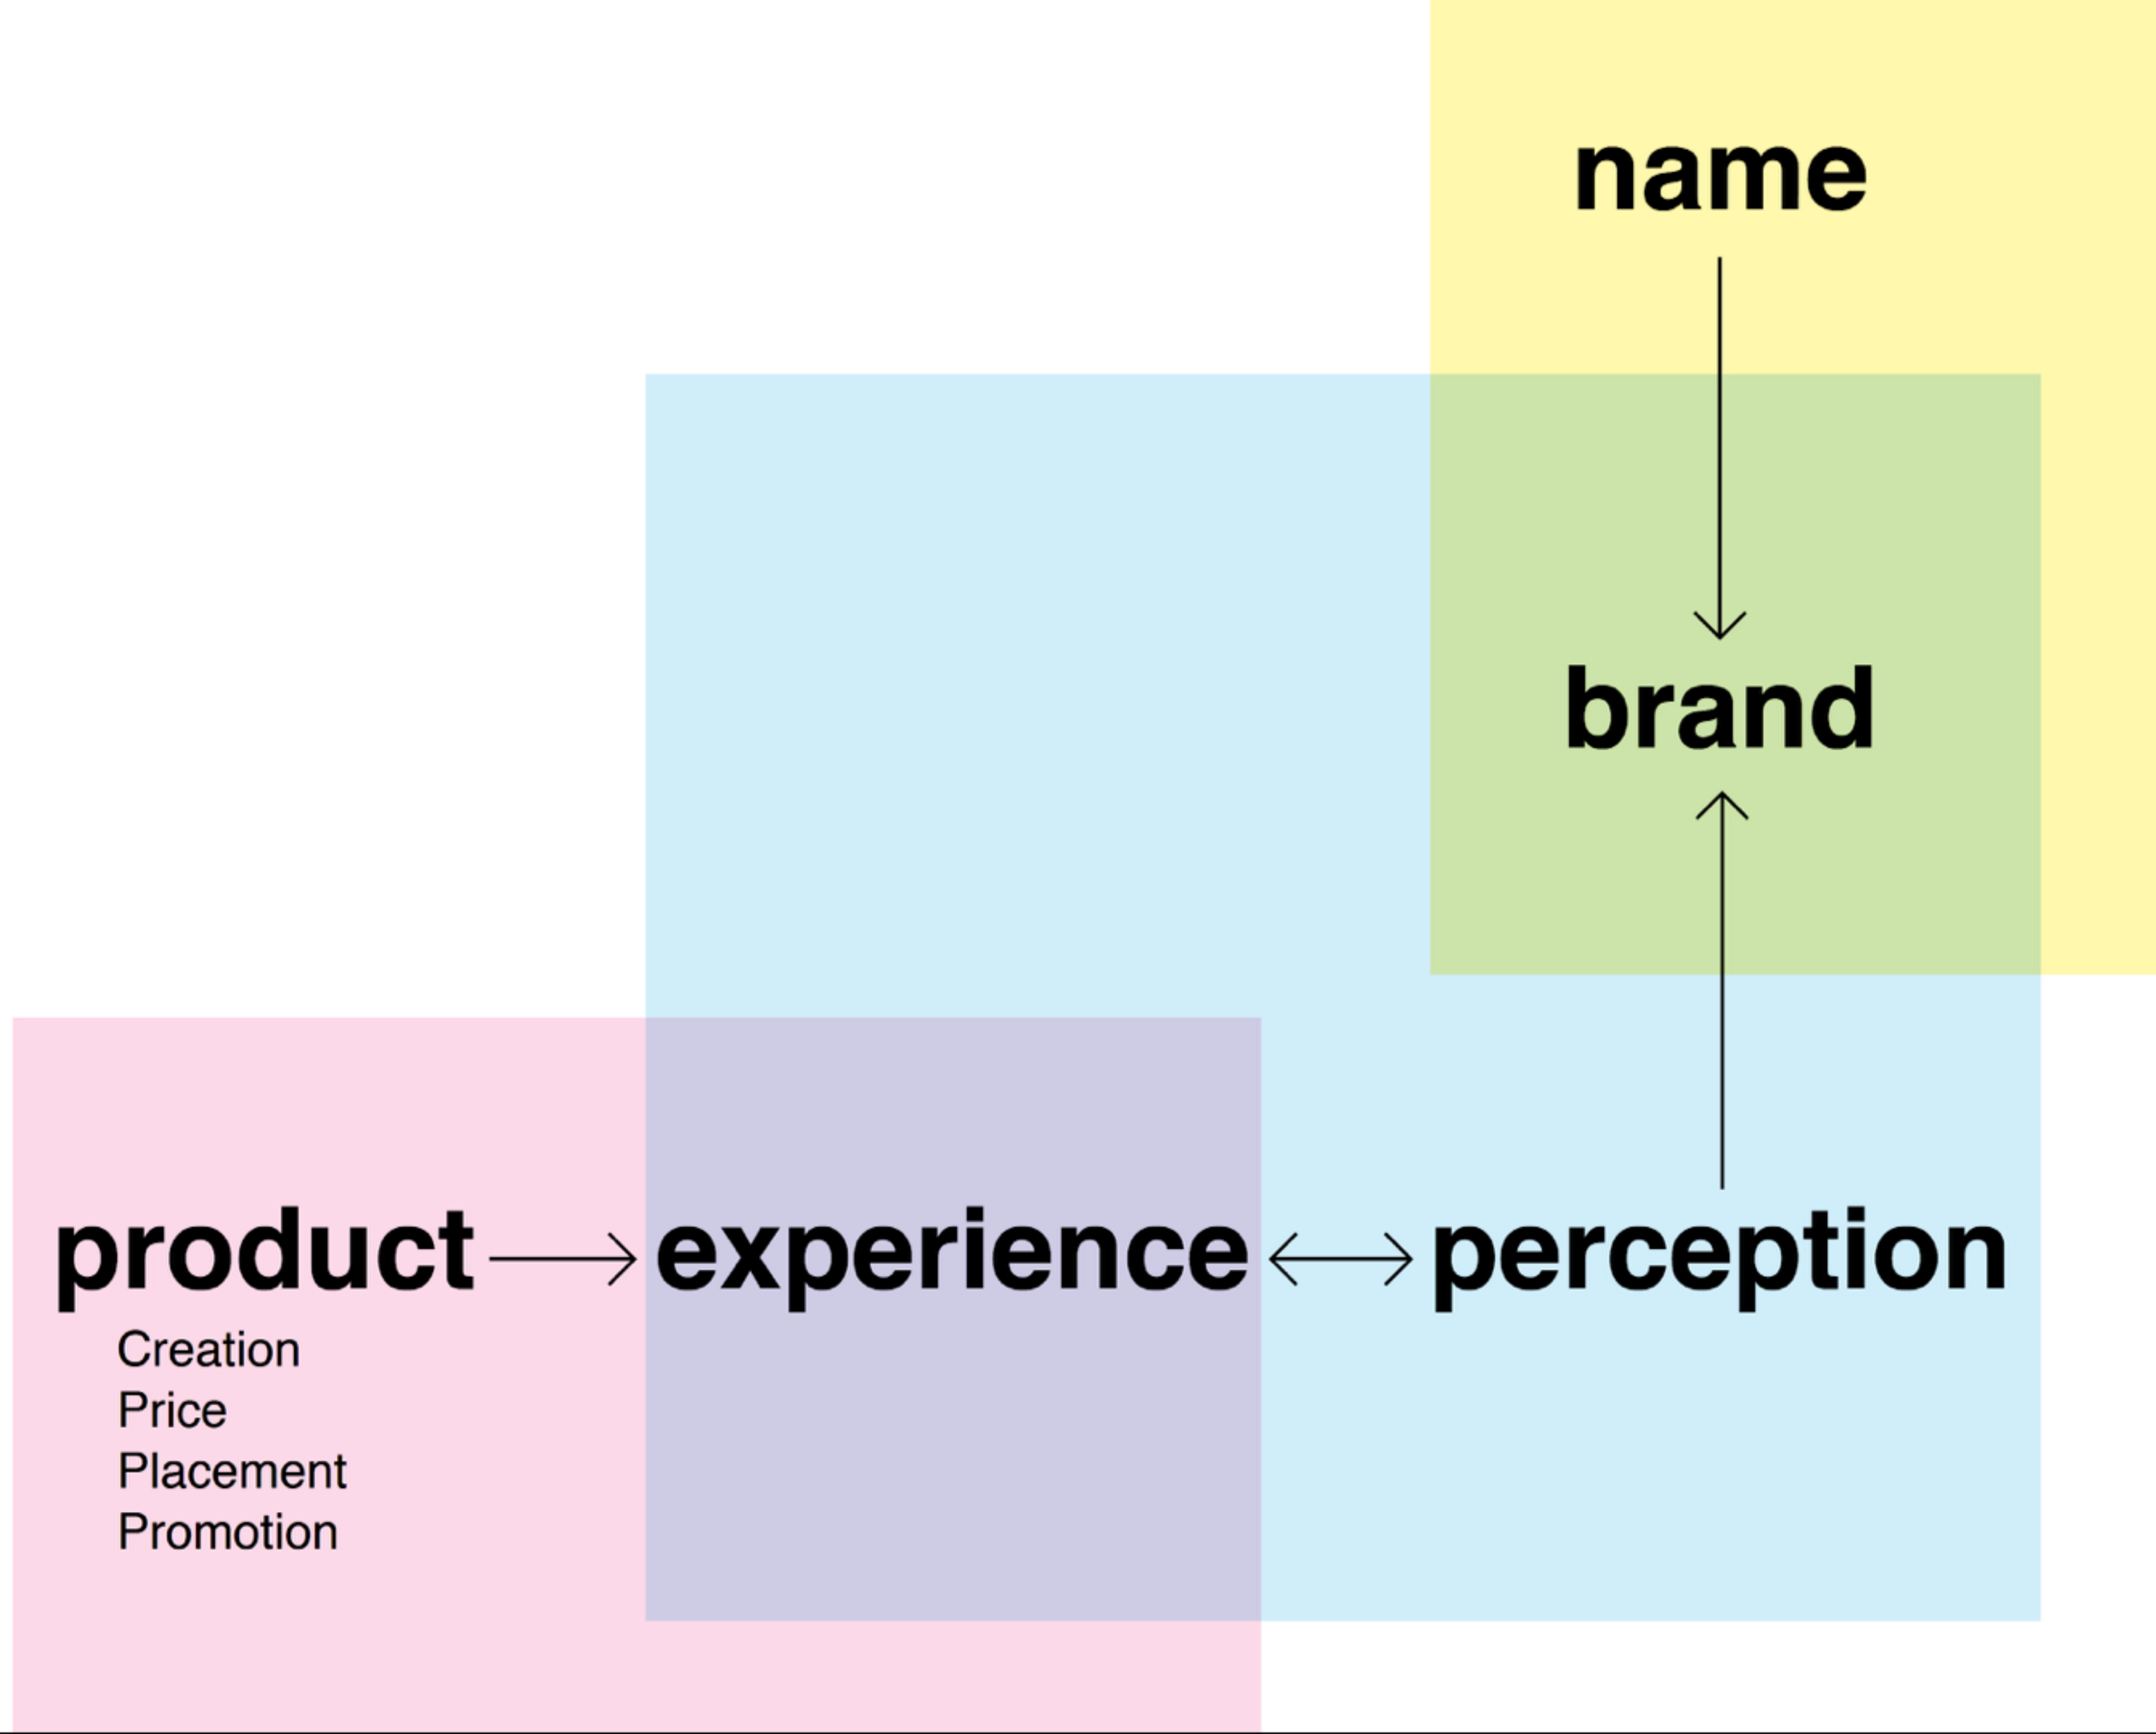 name
brand
product
experience
perception
Creation
Price
Placement
Promotion